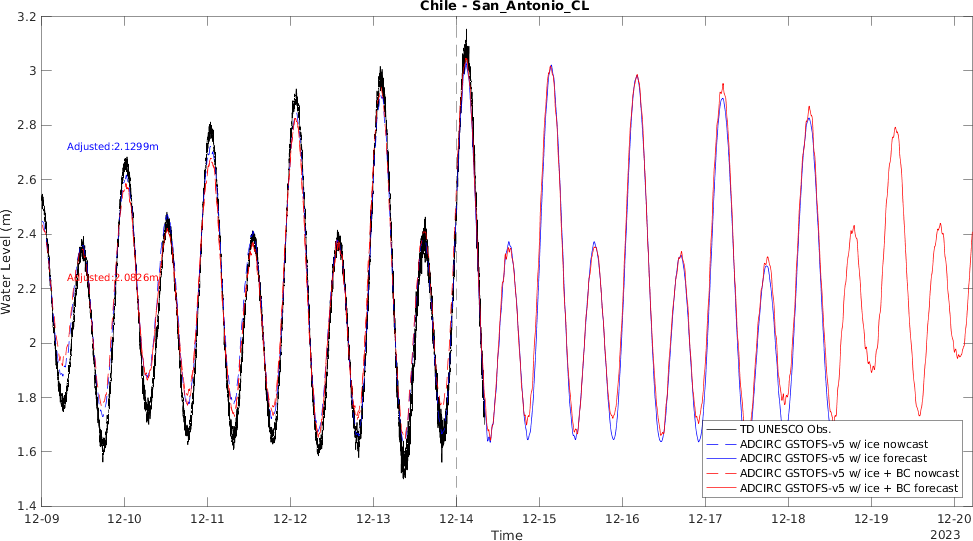 Chile - San_Antonio_CL
3.2
3
2.8
2.6
2.4
2.2
2
1.8
1.6
1.4
Water Level (m)
Adjusted:2.1299m
Adjusted:2.0826m
TD UNESCO Obs.
ADCIRC GSTOFS-v5 w/ ice nowcast
ADCIRC GSTOFS-v5 w/ ice forecast
ADCIRC GSTOFS-v5 w/ ice + BC nowcast
ADCIRC GSTOFS-v5 w/ ice + BC forecast
12-09 12-10 12-11 12-12 12-13 12-14 12-15 12-16 12-17 12-18 12-19 12-20
2023
Time